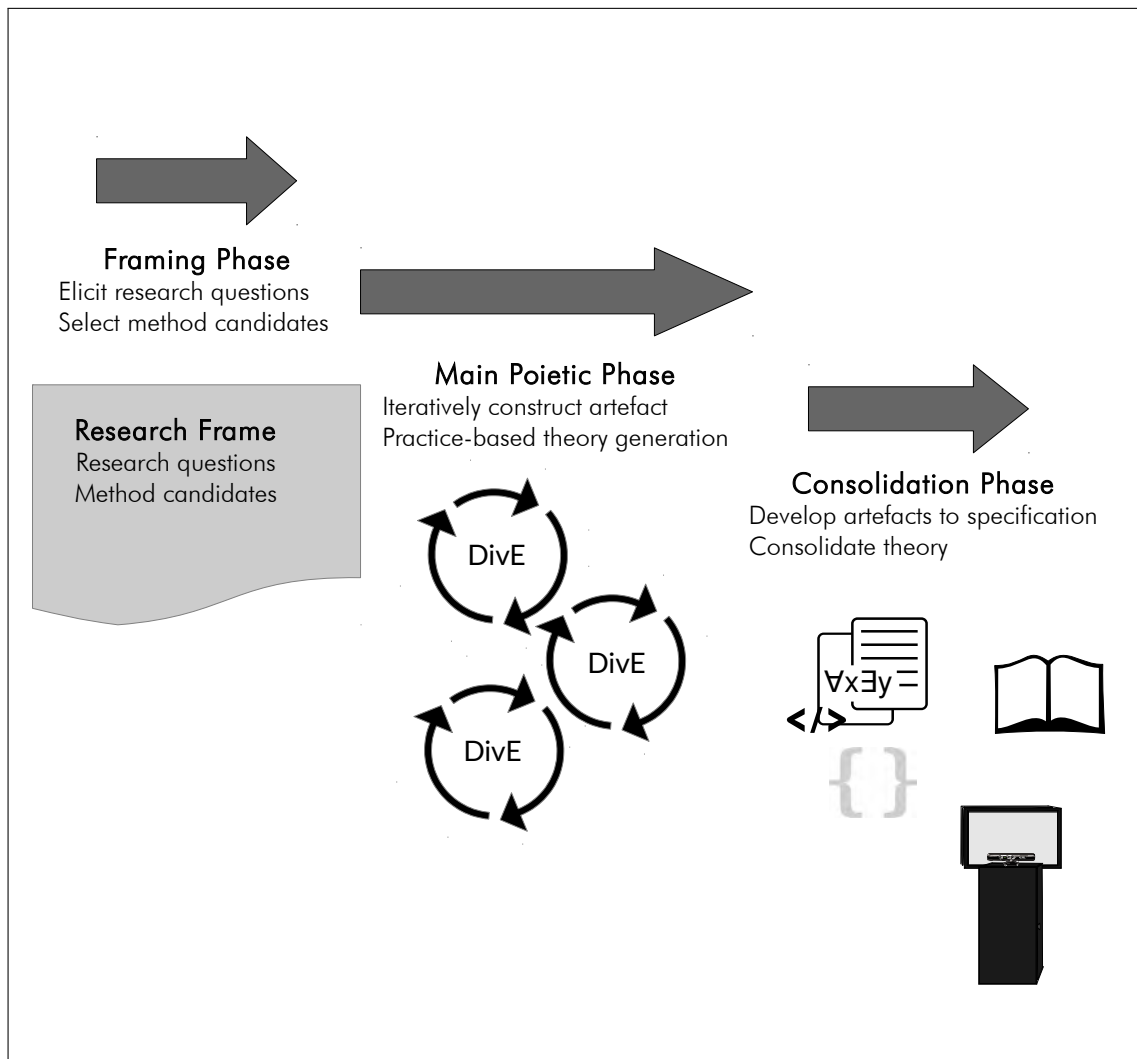 Framing Phase
Elicit research questions
Select method candidates
Research Frame
Research questions
Method candidates
Main Poietic Phase
Iteratively construct artefact
Practice-based theory generation
DivE
DivE
DivE
Consolidation Phase
Develop artefacts to specification
Consolidate theory
∀x∃y
</>
{ }